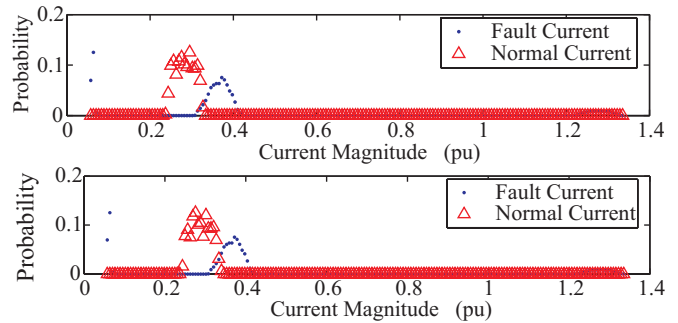 0.2
0.1
0
Probability
Fault Current
Normal Current
0 0.2 0.4 0.6 0.8 1 1.2 1.4
Current Magnitude (pu)
0.2
0.1
0
Probability
Fault Current
Normal Current
0 0.2 0.4 0.6 0.8 1 1.2 1.4
Current Magnitude (pu)